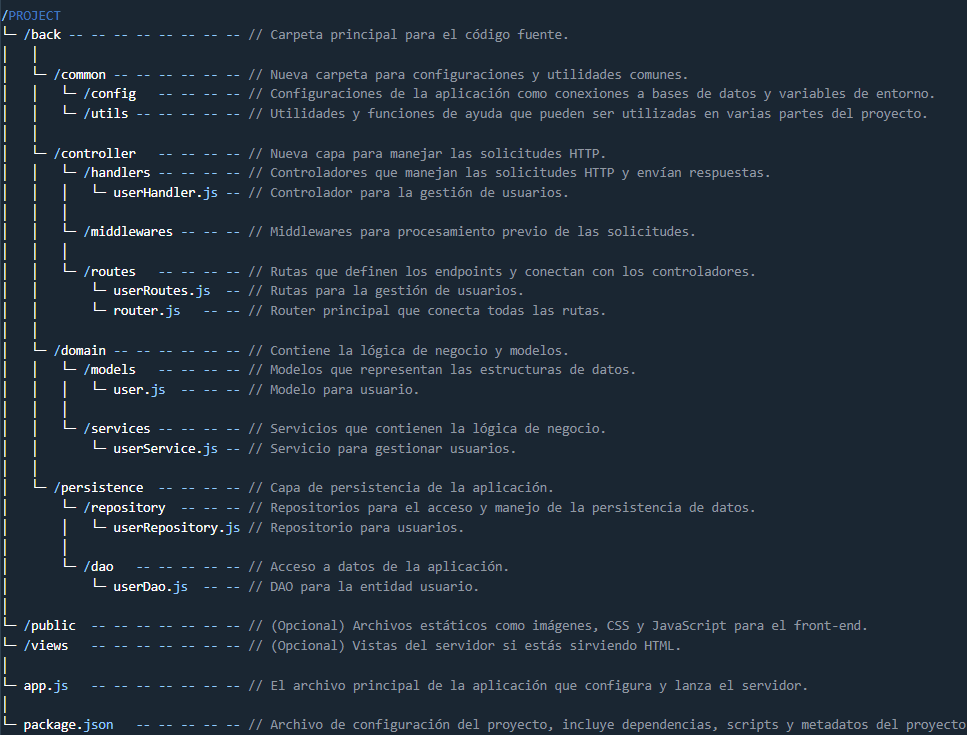 /PROJECT
└─ /back -- -- -- -- -- -- -- -- // Carpeta principal para el código fuente.
│   │
│   └─ /common -- -- -- -- -- -- // Nueva carpeta para configuraciones y utilidades comunes.
│   │   └─ /config   -- -- -- -- // Configuraciones de la aplicación como conexiones a bases de datos y variables de entorno.
│   │   └─ /utils -- -- -- -- -- // Utilidades y funciones de ayuda que pueden ser utilizadas en varias partes del proyecto.
│   │
│   └─ /controller   -- -- -- -- // Nueva capa para manejar las solicitudes HTTP.
│   │   └─ /handlers -- -- -- -- // Controladores que manejan las solicitudes HTTP y envían respuestas.
│   │   │   └─ userHandler.js -- // Controlador para la gestión de usuarios.
│   │   │
│   │   └─ /middlewares -- -- -- // Middlewares para procesamiento previo de las solicitudes.
│   │   │
│   │   └─ /routes   -- -- -- -- // Rutas que definen los endpoints y conectan con los controladores.
│   │       └─ userRoutes.js  -- // Rutas para la gestión de usuarios.
│   │       └─ router.js   -- -- // Router principal que conecta todas las rutas.
│   │
│   └─ /domain -- -- -- -- -- -- // Contiene la lógica de negocio y modelos.
│   │   └─ /models   -- -- -- -- // Modelos que representan las estructuras de datos.
│   │   │   └─ user.js  -- -- -- // Modelo para usuario.
│   │   │
│   │   └─ /services -- -- -- -- // Servicios que contienen la lógica de negocio.
│   │       └─ userService.js -- // Servicio para gestionar usuarios.
│   │
│   └─ /persistence  -- -- -- -- // Capa de persistencia de la aplicación.
│       └─ /repository  -- -- -- // Repositorios para el acceso y manejo de la persistencia de datos.
│       │   └─ userRepository.js // Repositorio para usuarios.
│       │
│       └─ /dao   -- -- -- -- -- // Acceso a datos de la aplicación.
│           └─ userDao.js  -- -- // DAO para la entidad usuario.
│
└─ /public  -- -- -- -- -- -- -- // (Opcional) Archivos estáticos como imágenes, CSS y JavaScript para el front-end.
└─ /views   -- -- -- -- -- -- -- // (Opcional) Vistas del servidor si estás sirviendo HTML.
│
└─ app.js   -- -- -- -- -- -- -- // El archivo principal de la aplicación que configura y lanza el servidor.
│
└─ package.json   -- -- -- -- -- // Archivo de configuración del proyecto, incluye dependencias, scripts y metadatos del proyecto